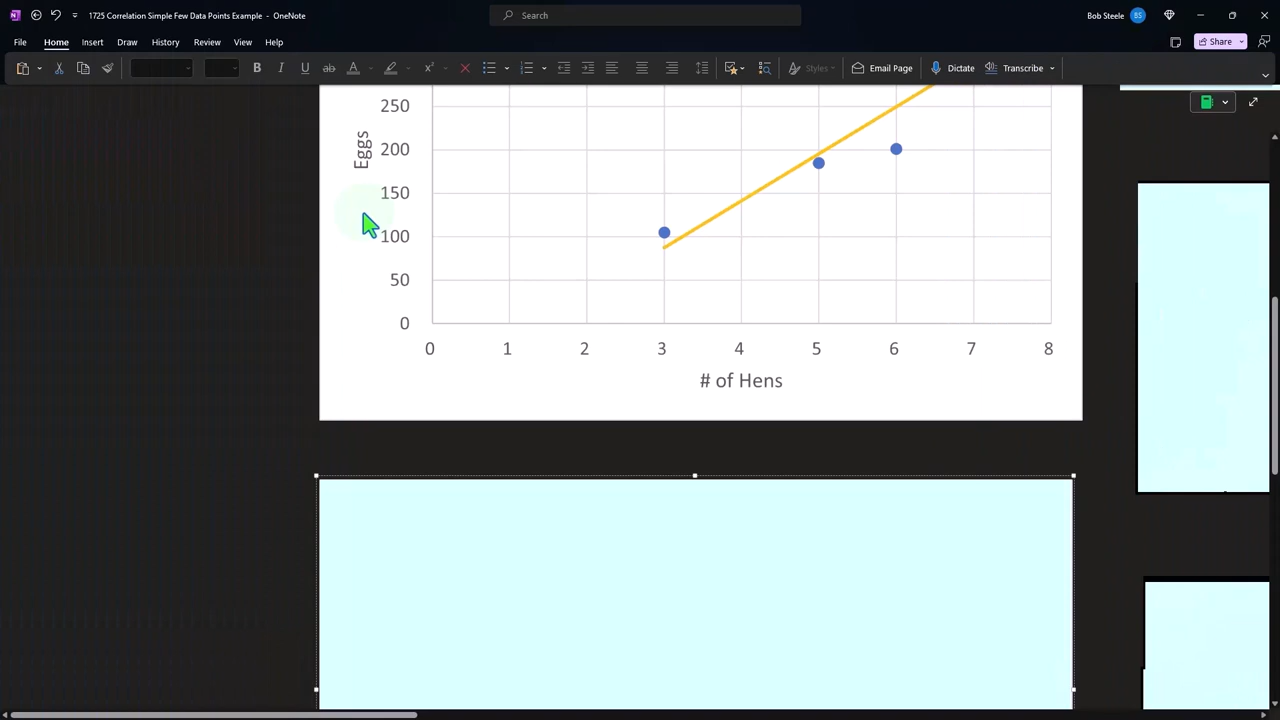 1725 Correlation Simple Few Data Points Example - OneNote
Search
Bob Steele
BS
File Home Insert Draw History Review View Help
Share
B I U ab A x
Styles
Email Page
Dictate
Transcribe
250
200
150
100
50
0
Eggs
0 1 2 3 4 5 6 7 8
# of Hens